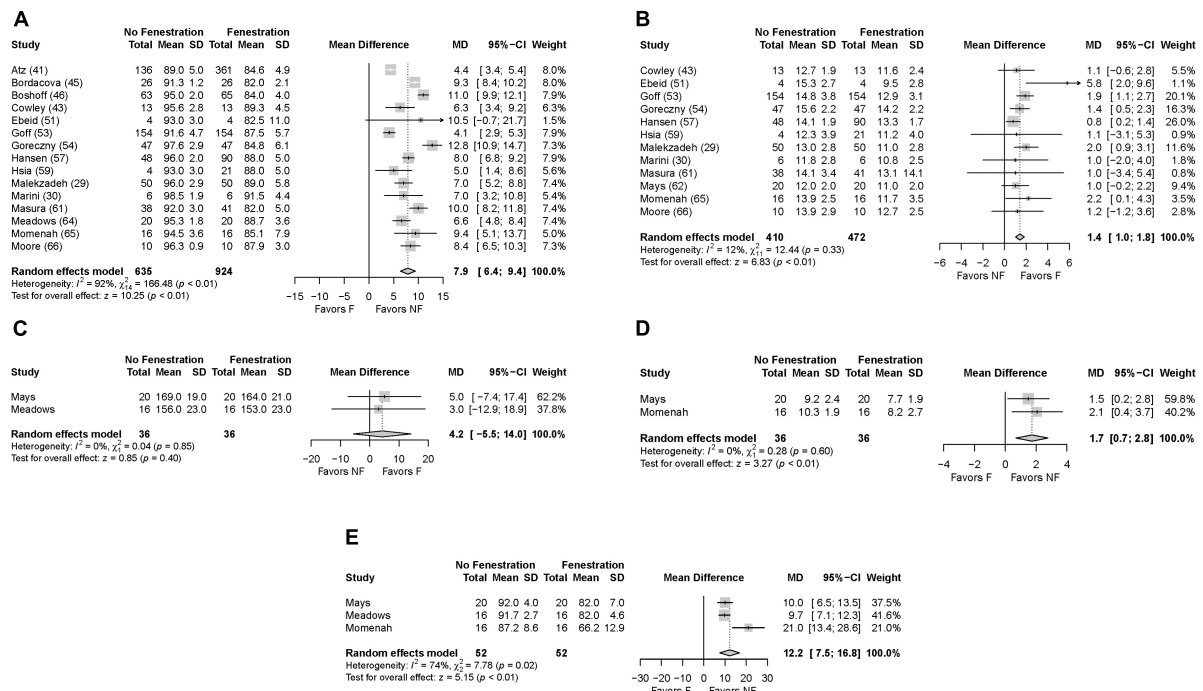 A
No Fenestration Fenestration
Study Total Mean SD Total Mean SD Mean Difference MD 95%-CI Weight
Atz (41) 136 89.0 5.0 361 84.6 4.9 4.4 [ 3.4; 5.4] 8.0%
Bordacova (45) 26 91.3 1.2 26 82.0 2.1 9.3 [ 8.4; 10.2] 8.0%
Boshoff (46) 63 95.0 2.0 65 84.0 4.0 11.0 [ 9.9; 12.1] 7.9%
Cowley (43) 13 95.6 2.8 13 89.3 4.5 6.3 [ 3.4; 9.2] 6.3%
Ebeid (51) 4 93.0 3.0 4 82.5 11.0 10.5 [-0.7; 21.7] 1.5%
Goff (53) 154 91.6 4.7 154 87.5 5.7 4.1 [ 2.9; 5.3] 7.9%
Goreczny (54) 47 97.6 2.9 47 84.8 6.1 12.8 [10.9; 14.7] 7.3%
Hansen (57) 48 96.0 2.0 90 88.0 5.0 8.0 [ 6.8; 9.2] 7.9%
Hsia (59) 4 93.0 3.0 21 88.0 5.0 5.0 [ 1.4; 8.6] 5.6%
Malekzadeh (29) 50 96.0 2.9 50 89.0 5.8 7.0 [ 5.2; 8.8] 7.4%
Marini (30) 6 98.5 1.9 6 91.5 4.4 7.0 [ 3.2; 10.8] 5.4%
Masura (61) 38 92.0 3.0 41 82.0 5.0 10.0 [ 8.2; 11.8] 7.4%
Meadows (64) 20 95.3 1.8 20 88.7 3.6 6.6 [ 4.8; 8.4] 7.4%
Momenah (65) 16 94.5 3.6 16 85.1 7.9 9.4 [ 5.1; 13.7] 5.0%
Moore (66) 10 96.3 0.9 10 87.9 3.0 8.4 [ 6.5; 10.3] 7.3%
Random effects model 635 924 7.9 [ 6.4; 9.4] 100.0%
Heterogeneity: I² = 92%, χ²₁₄ = 166.48 (p < 0.01)
Test for overall effect: z = 10.25 (p < 0.01)
−15 −10 −5 0 5 10 15
Favors F Favors NF
B
No Fenestration Fenestration
Study Total Mean SD Total Mean SD Mean Difference MD 95%-CI Weight
Cowley (43) 13 12.7 1.9 13 11.6 2.4 1.1 [-0.6; 2.8] 5.5%
Ebeid (51) 4 15.3 2.7 4 9.5 2.8 5.8 [ 2.0; 9.6] 1.1%
Goff (53) 154 14.8 3.8 154 12.9 3.1 1.9 [ 1.1; 2.7] 20.1%
Goreczny (54) 47 15.6 2.2 47 14.2 2.2 1.4 [ 0.5; 2.3] 16.3%
Hansen (57) 48 14.1 1.9 90 13.3 1.7 0.8 [ 0.2; 1.4] 26.0%
Hsia (59) 4 12.3 3.9 21 11.2 4.2 1.1 [-3.1; 5.3] 0.9%
Malekzadeh (29) 50 13.0 2.8 50 11.0 2.8 2.0 [ 0.9; 3.1] 11.6%
Marini (30) 6 11.8 2.8 6 10.8 2.5 1.0 [-2.0; 4.0] 1.8%
Masura (61) 38 14.1 3.4 41 13.1 14.1 1.0 [-3.4; 5.4] 0.8%
Mays (62) 20 12.0 2.0 20 11.0 2.0 1.0 [-0.2; 2.2] 9.9%
Momenah (65) 16 13.9 2.5 16 11.7 3.5 2.2 [ 0.1; 4.3] 3.5%
Moore (66) 10 13.9 2.9 10 12.7 2.5 1.2 [-1.2; 3.6] 2.8%
Random effects model 410 472 1.4 [ 1.0; 1.8] 100.0%
Heterogeneity: I² = 12%, χ²₁₁ = 12.44 (p = 0.33)
Test for overall effect: z = 6.83 (p < 0.01)
−6 −4 −2 0 2 4 6
Favors NF Favors F
C
No Fenestration Fenestration
Study Total Mean SD Total Mean SD Mean Difference MD 95%-CI Weight
Mays 20 169.0 19.0 20 164.0 21.0 5.0 [ -7.4; 17.4] 62.2%
Meadows 16 156.0 23.0 16 153.0 23.0 3.0 [-12.9; 18.9] 37.8%
Random effects model 36 36 4.2 [ -5.5; 14.0] 100.0%
Heterogeneity: I² = 0%, χ²₁ = 0.04 (p = 0.85)
Test for overall effect: z = 0.85 (p = 0.40)
−20 −10 0 10 20
Favors NF Favors F
D
No Fenestration Fenestration
Study Total Mean SD Total Mean SD Mean Difference MD 95%-CI Weight
Mays 20 9.2 2.4 20 7.7 1.9 1.5 [0.2; 2.8] 59.8%
Momenah 16 10.3 1.9 16 8.2 2.7 2.1 [0.4; 3.7] 40.2%
Random effects model 36 36 1.7 [0.7; 2.8] 100.0%
Heterogeneity: I² = 0%, χ²₁ = 0.28 (p = 0.60)
Test for overall effect: z = 3.27 (p < 0.01)
−4 −2 0 2 4
Favors F Favors NF
E
No Fenestration Fenestration
Study Total Mean SD Total Mean SD Mean Difference MD 95%-CI Weight
Mays 20 92.0 4.0 20 82.0 7.0 10.0 [ 6.5; 13.5] 37.5%
Meadows 16 91.7 2.7 16 82.0 4.6 9.7 [ 7.1; 12.3] 41.6%
Momenah 16 87.2 8.6 16 66.2 12.9 21.0 [13.4; 28.6] 21.0%
Random effects model 52 52 12.2 [ 7.5; 16.8] 100.0%
Heterogeneity: I² = 74%, χ²₂ = 7.78 (p = 0.02)
Test for overall effect: z = 5.15 (p < 0.01)
−30 −20 −10 0 10 20 30
Favors F Favors NF